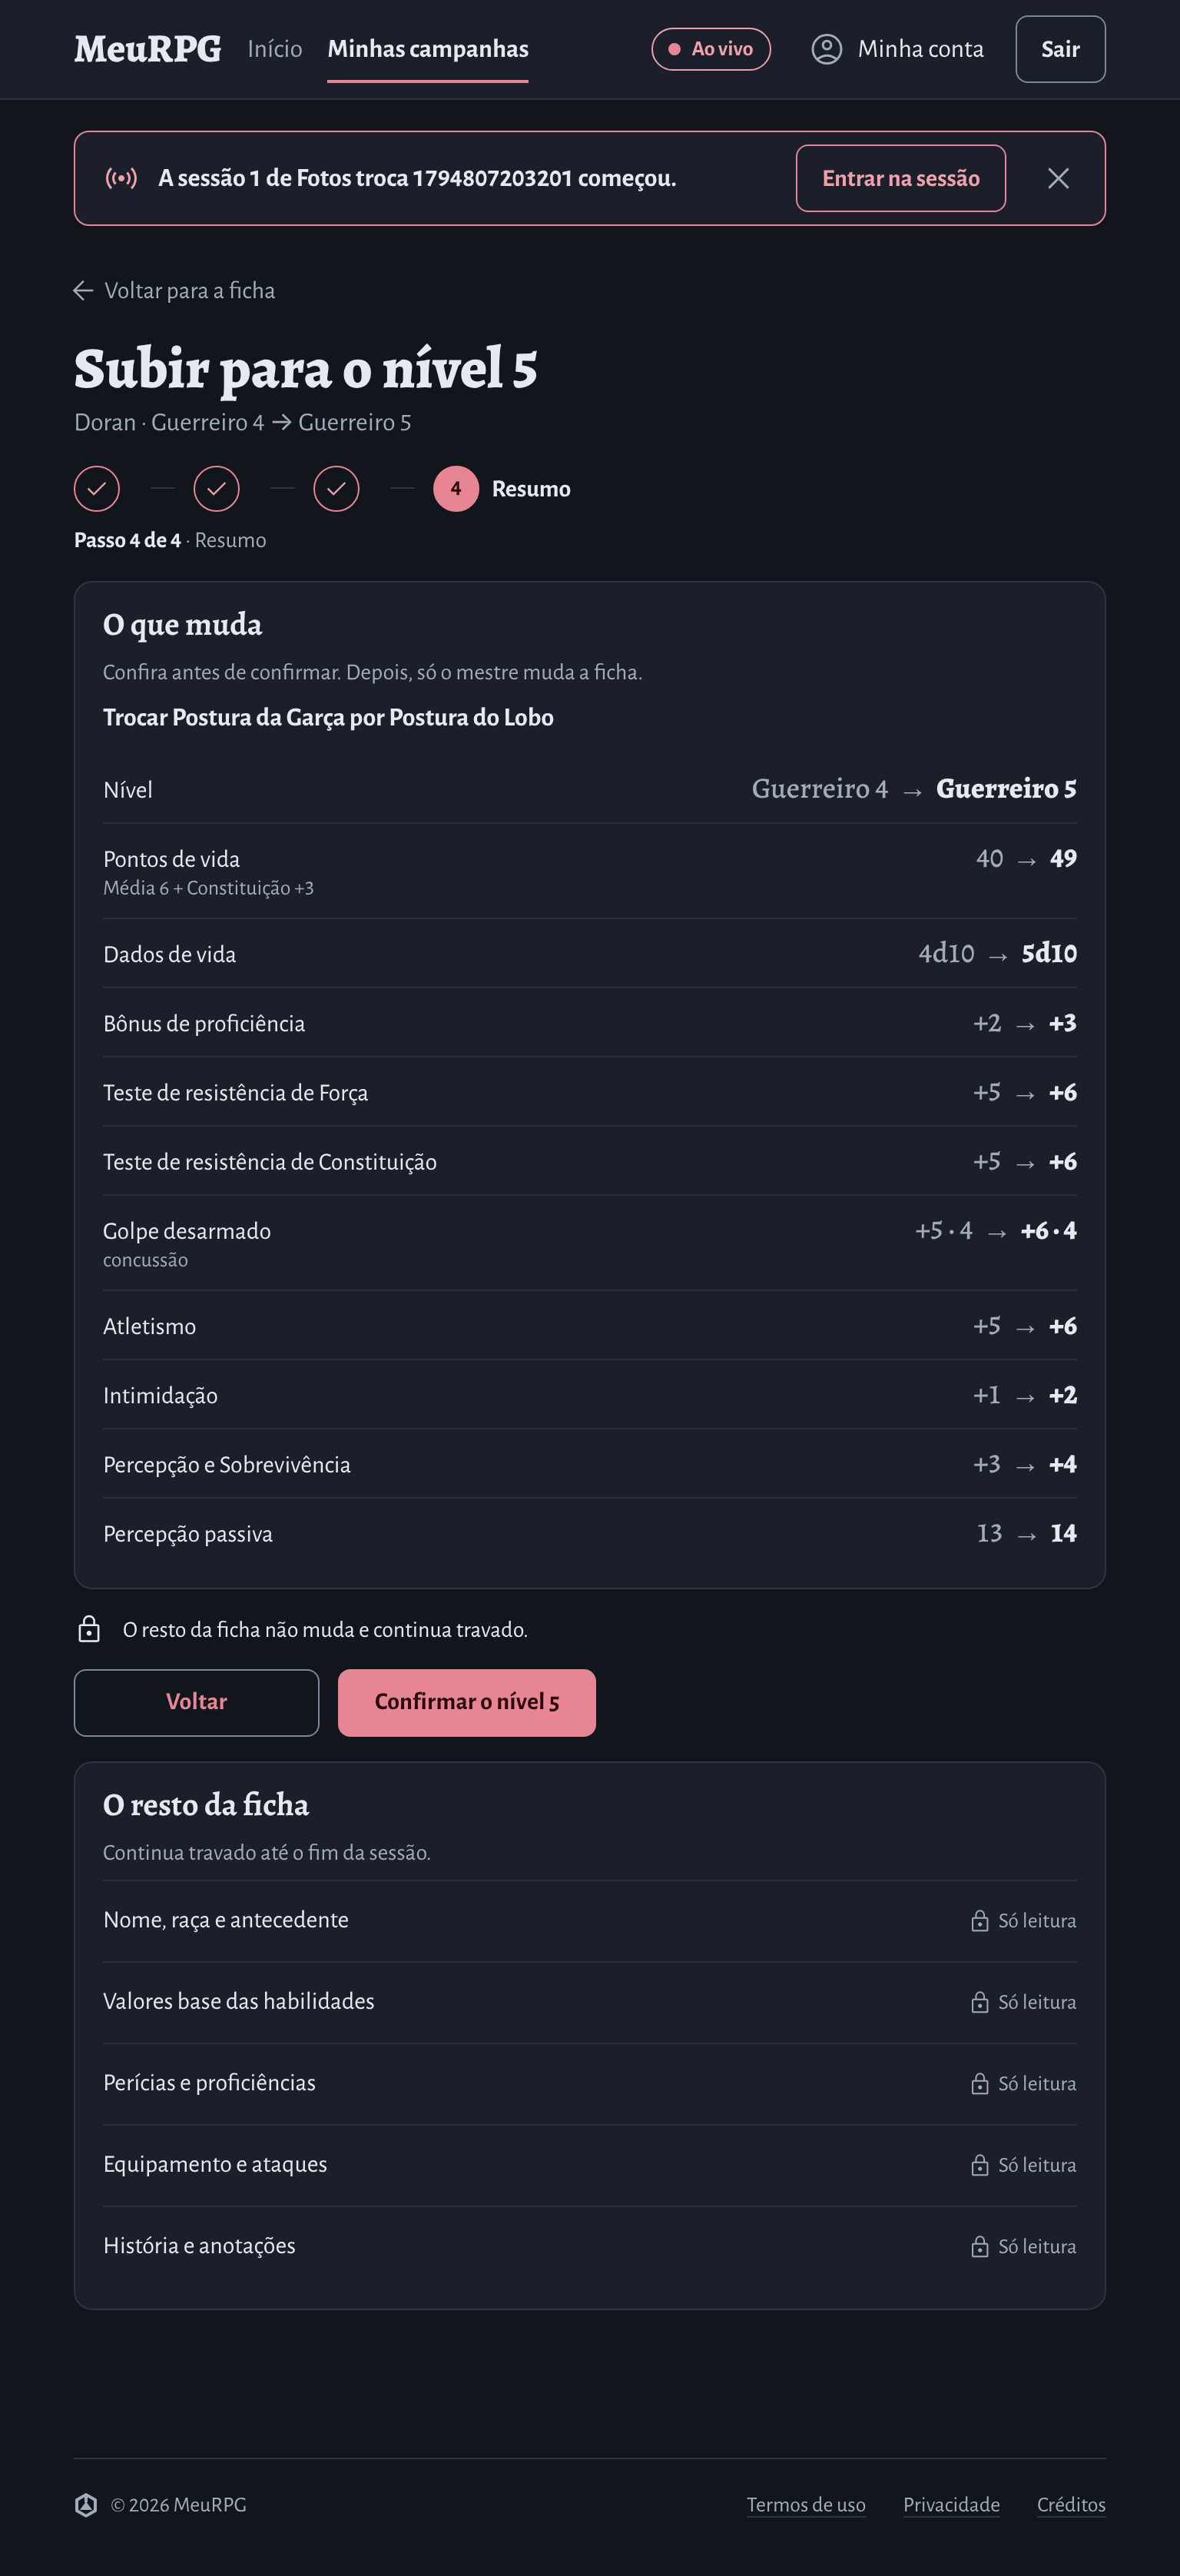 MeuRPG Início Minhas campanhas Ao vivo Minha conta Sair
A sessão 1 de Fotos troca 1794807203201 começou. Entrar na sessão
Voltar para a ficha
Subir para o nível 5
Doran · Guerreiro 4 → Guerreiro 5
4 Resumo
Passo 4 de 4 · Resumo
O que muda
Confira antes de confirmar. Depois, só o mestre muda a ficha.
Trocar Postura da Garça por Postura do Lobo
Nível Guerreiro 4 → Guerreiro 5
Pontos de vida 40 → 49
Média 6 + Constituição +3
Dados de vida 4d10 → 5d10
Bônus de proficiência +2 → +3
Teste de resistência de Força +5 → +6
Teste de resistência de Constituição +5 → +6
Golpe desarmado +5 · 4 → +6 · 4
concussão
Atletismo +5 → +6
Intimidação +1 → +2
Percepção e Sobrevivência +3 → +4
Percepção passiva 13 → 14
O resto da ficha não muda e continua travado.
Voltar Confirmar o nível 5
O resto da ficha
Continua travado até o fim da sessão.
Nome, raça e antecedente Só leitura
Valores base das habilidades Só leitura
Perícias e proficiências Só leitura
Equipamento e ataques Só leitura
História e anotações Só leitura
© 2026 MeuRPG Termos de uso Privacidade Créditos